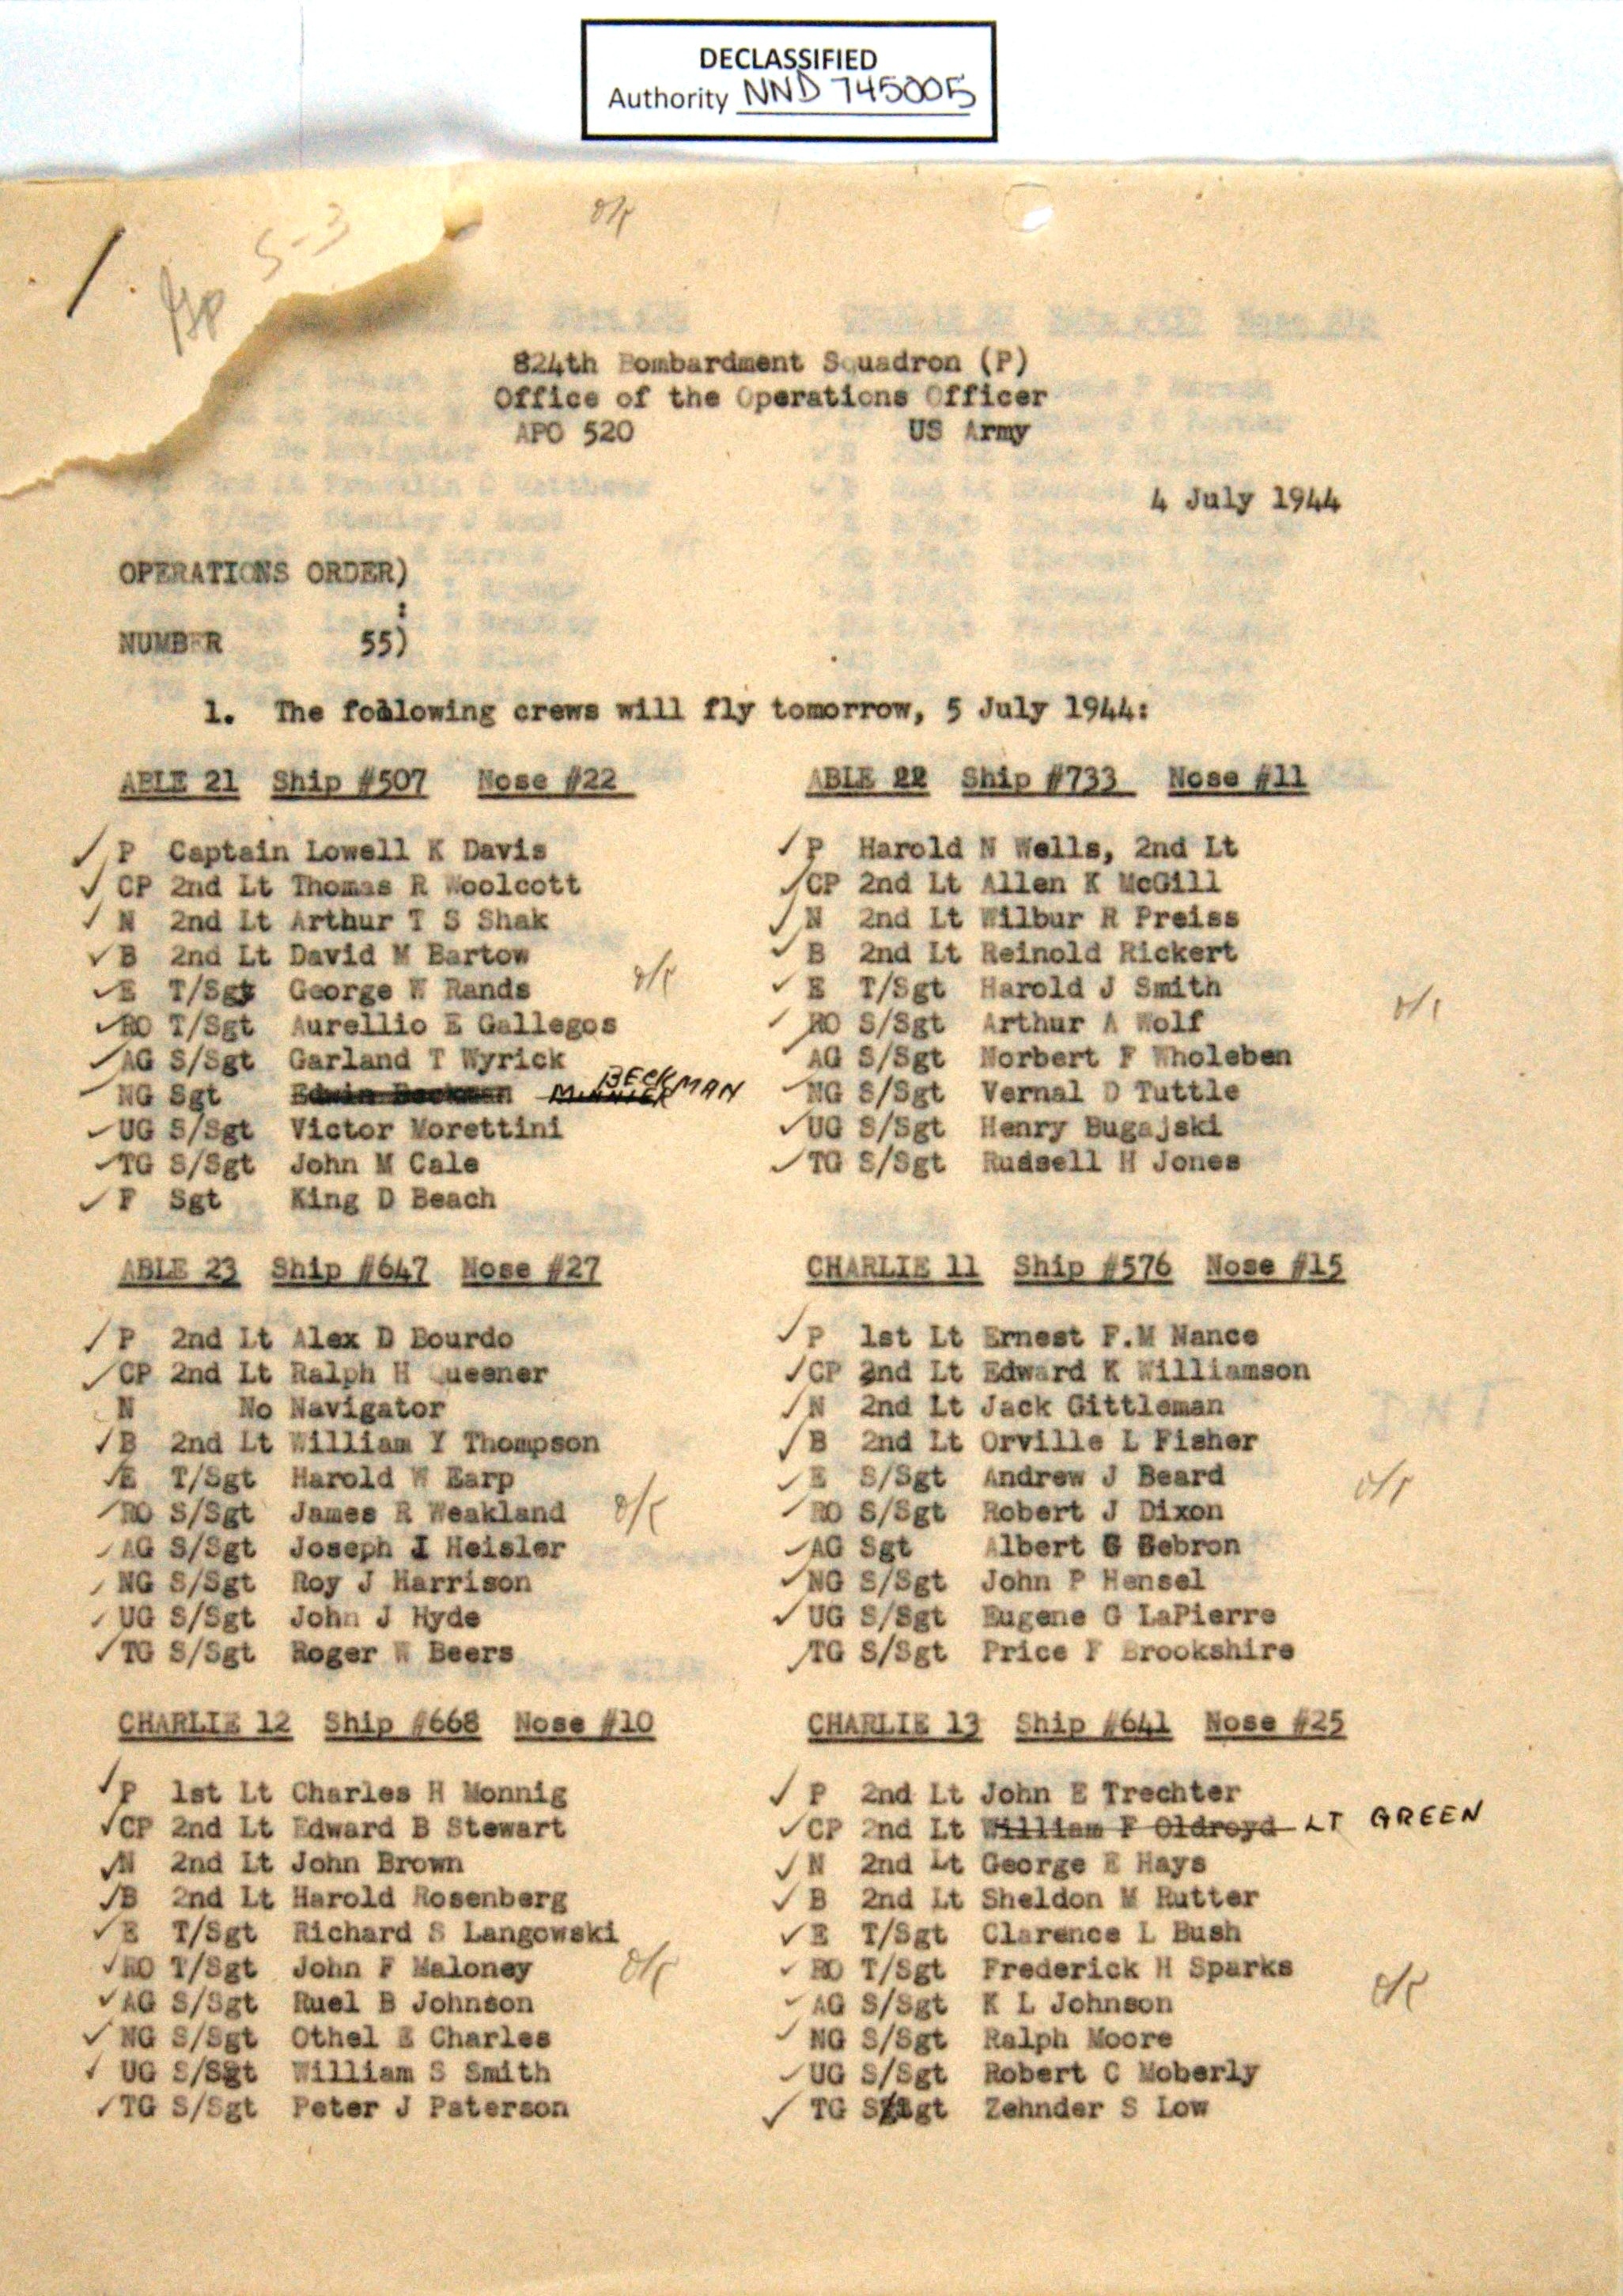 DECLASSIFIED
Authority NND 745005
824th Bombardment Squadron (P)
Office of the Operations Officer
APO 520 US Army
4 July 1944
OPERATIONS ORDER)
:
NUMBER 55)
1. The following crews will fly tomorrow, 5 July 1944:
ABLE 21 Ship #507 Nose #22
P Captain Lowell K Davis
CP 2nd Lt Thomas R Woolcott
N 2nd Lt Arthur T S Shak
B 2nd Lt David M Bartow
E T/Sgt George F Rands
RO T/Sgt Aurellio E Gallegos
AG S/Sgt Garland T Wyrick
NG Sgt BECKMAN
UG S/Sgt Victor Morettini
TG S/Sgt John M Cale
F Sgt King D Beach
ABLE 22 Ship #733 Nose #11
P Harold N Wells, 2nd Lt
CP 2nd Lt Allen K McGill
N 2nd Lt Wilbur R Preiss
B 2nd Lt Reinold Rickert
E T/Sgt Harold J Smith
RO S/Sgt Arthur A Wolf
AG S/Sgt Norbert F Wholeben
NG S/Sgt Vernal D Tuttle
UG S/Sgt Henry Bugajski
TG S/Sgt Rudsell H Jones
ABLE 23 Ship #647 Nose #27
P 2nd Lt Alex D Bourdo
CP 2nd Lt Ralph H
N No Navigator
B 2nd Lt William Y Thompson
E T/Sgt Harold W Earp
RO S/Sgt James R Weakland
AG S/Sgt Joseph I Heisler
NG S/Sgt Roy J Harrison
UG S/Sgt John J Hyde
TG S/Sgt Roger W Beers
CHARLIE 11 Ship #576 Nose #15
P 1st Lt Ernest F.M Nance
CP 2nd Lt Edward K Williamson
N 2nd Lt Jack Gittleman
B 2nd Lt Orville L Fisher
E S/Sgt Andrew J Beard
RO S/Sgt Robert J Dixon
AG Sgt Albert G Bebron
NG S/Sgt John P Hensel
UG S/Sgt Eugene G LaPierre
TG S/Sgt Price F Brookshire
CHARLIE 12 Ship #668 Nose #10
P 1st Lt Charles H Monnig
CP 2nd Lt Edward B Stewart
N 2nd Lt John Brown
B 2nd Lt Harold Rosenberg
E T/Sgt Richard S Langowski
RO T/Sgt John F Maloney
AG S/Sgt Ruel B Johnson
NG S/Sgt Othel E Charles
UG S/Sgt William S Smith
TG S/Sgt Peter J Paterson
CHARLIE 13 Ship #641 Nose #25
P 2nd Lt John E Trechter
CP 2nd Lt William F Oldroyd LT GREEN
N 2nd Lt George E Hays
B 2nd Lt Sheldon M Rutter
E T/Sgt Clarence L Bush
RO T/Sgt Frederick H Sparks
AG S/Sgt K L Johnson
NG S/Sgt Ralph Moore
UG S/Sgt Robert C Moberly
TG Zehnder S Low